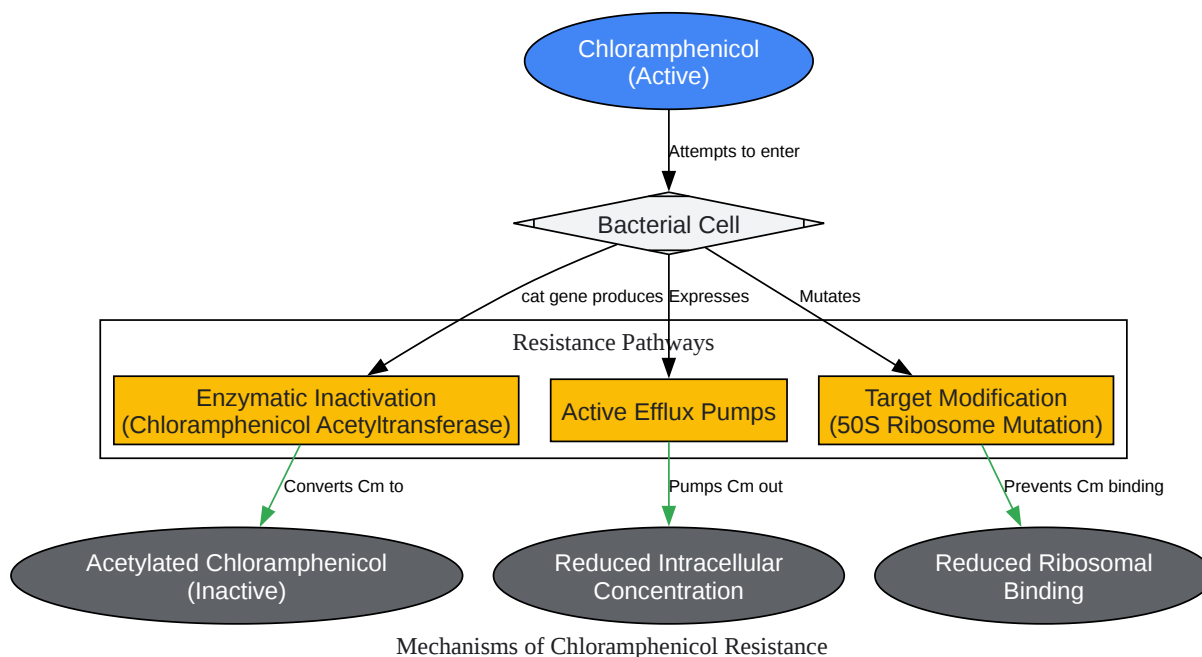 Chloramphenicol
(Active)
Attempts to enter
Bacterial Cell
cat gene produces
Expresses
Mutates
Resistance Pathways
Enzymatic Inactivation
(Chloramphenicol Acetyltransferase)
Active Efflux Pumps
Target Modification
(50S Ribosome Mutation)
Converts Cm to
Pumps Cm out
Prevents Cm binding
Acetylated Chloramphenicol
(Inactive)
Reduced Intracellular
Concentration
Reduced Ribosomal
Binding
Mechanisms of Chloramphenicol Resistance